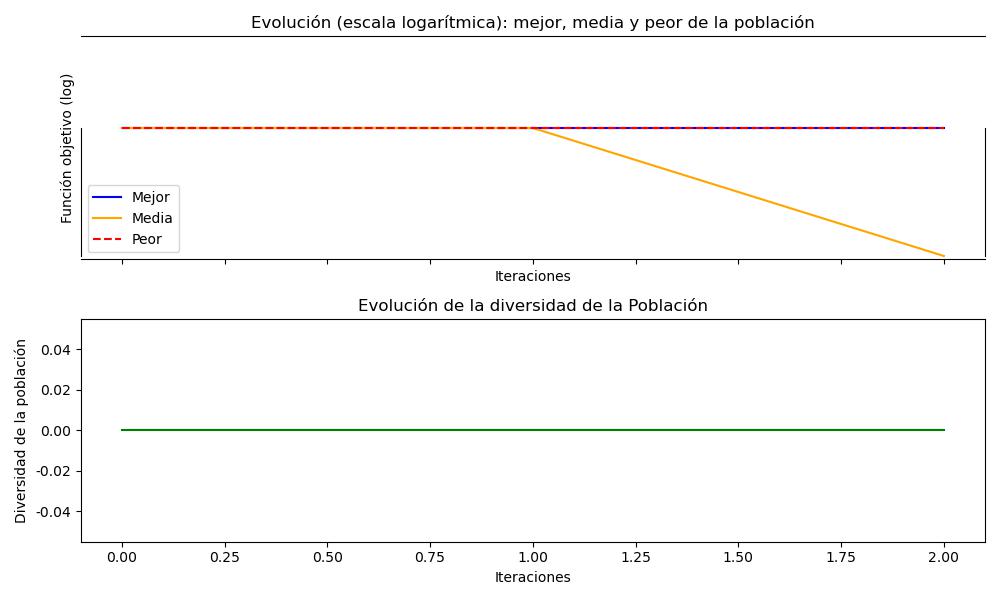 Evolución (escala logarítmica): mejor, media y peor de la población
Función objetivo (log)
Mejor
Media
Peor
Iteraciones
Evolución de la diversidad de la Población
Diversidad de la población
0.04
0.02
0.00
-0.02
-0.04
0.00 0.25 0.50 0.75 1.00 1.25 1.50 1.75 2.00
Iteraciones